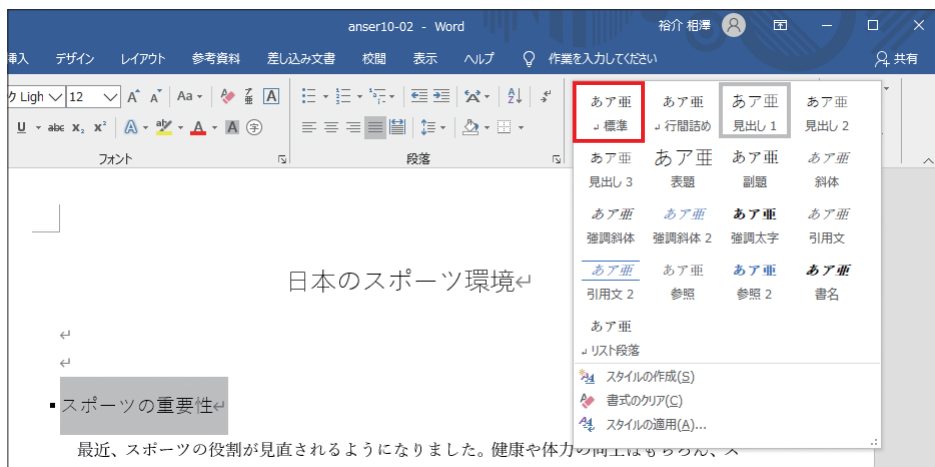 anser10-02 - Word 裕介 相澤
挿入 デザイン レイアウト 参考資料 差し込み文書 校閲 表示 ヘルプ 作業を入力してください 共有
ク Ligh 12 A A Aa A
U abc X₂ X² A aby A A 字
フォント 段落
あア亜 あア亜 あア亜 あア亜
↲ 標準 ↲ 行間詰め 見出し 1 見出し 2
あア亜 あア亜 あア亜 あア亜
見出し 3 表題 副題 斜体
あア亜 あア亜 あア亜 あア亜
強調斜体 強調斜体 2 強調太字 引用文
あア亜 あア亜 あア亜 あア亜
引用文 2 参照 参照 2 書名
あア亜
↲ リスト段落
スタイルの作成(S)
書式のクリア(C)
スタイルの適用(A)...
日本のスポーツ環境↵
↵
↵
スポーツの重要性↵
最近、スポーツの役割が見直されるようになりました。健康や体力の向上はもちろん、ス